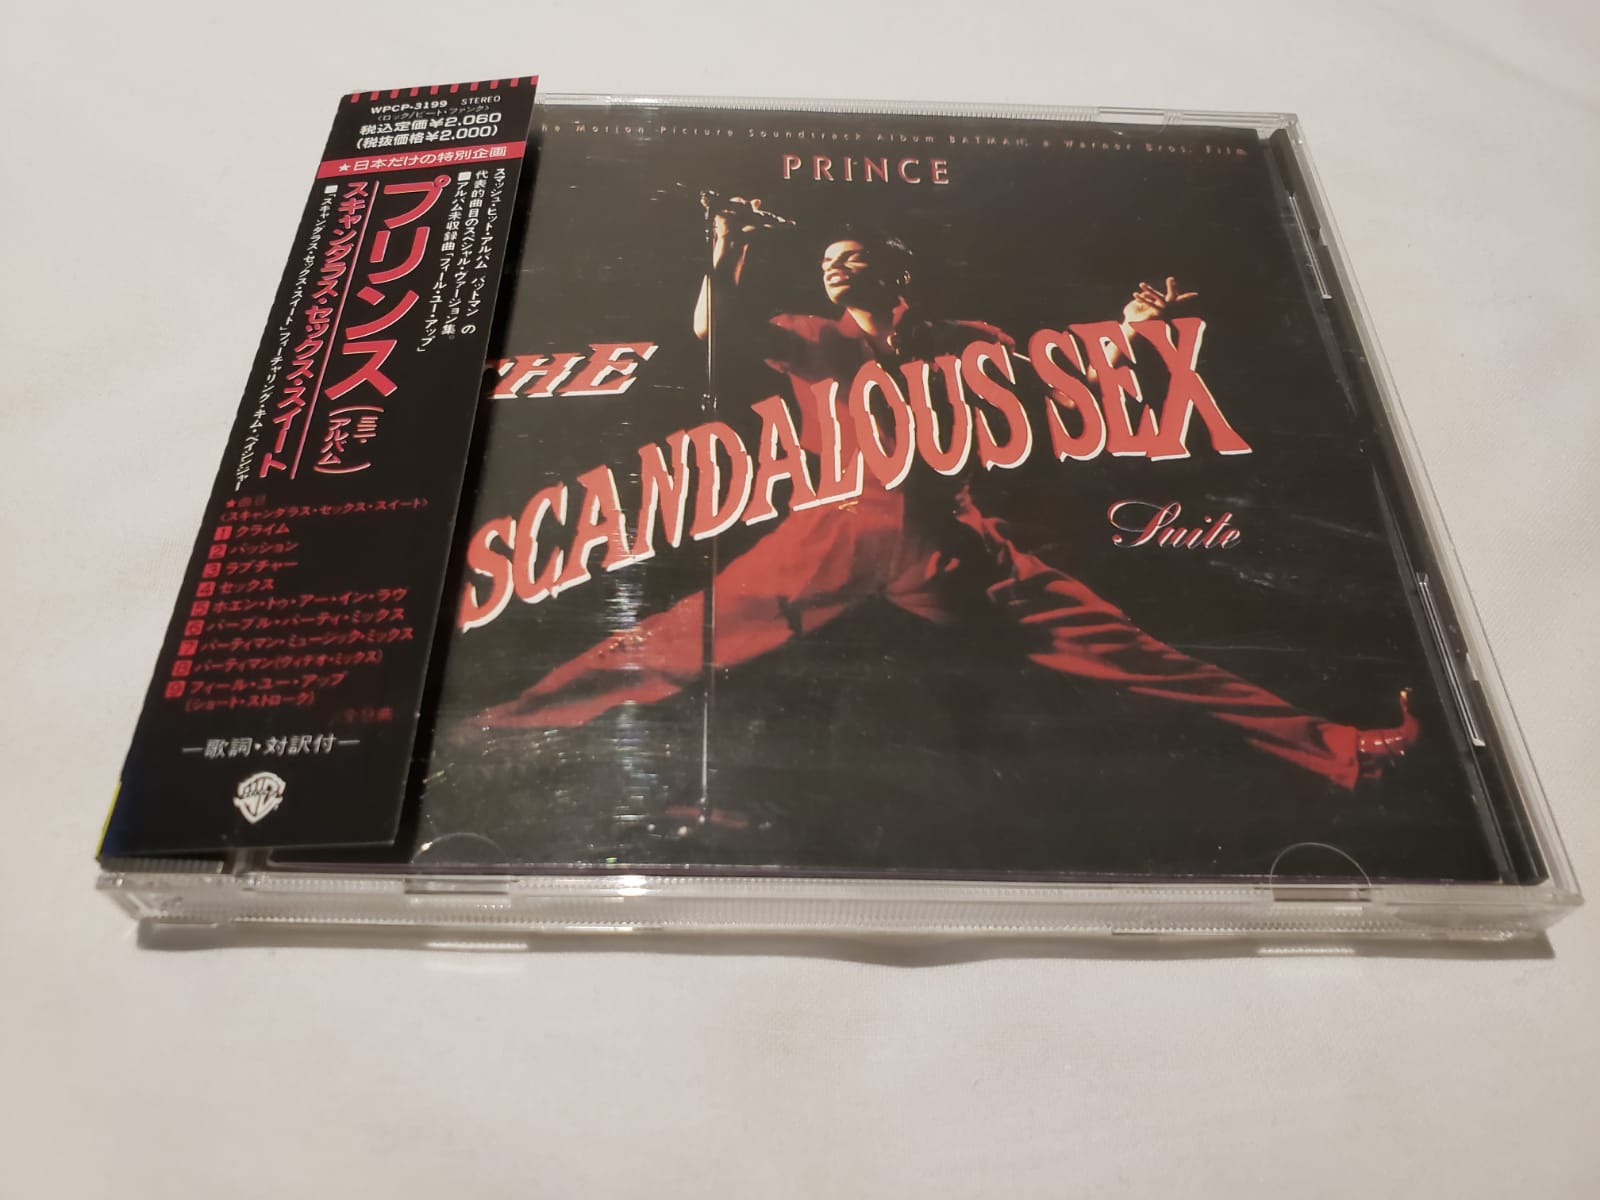 WPCP-3199 STEREO
〈ロック/ビート・ファンク〉
税込定価¥2,060
(税抜価格¥2,000)
★日本だけの特別企画
スマッシュ・ヒット・アルバム バットマン の
代表的曲目のスペシャル・ヴァージョン集。
■アルバム未収録曲「フィール・ユー・アップ」
プリンス
(ミニ・アルバム)
スキャンダラス・セックス・スイート
■「スキャンダラス・セックス・スイート」フィーチャリング・キム・ベイシンジャー
★曲目
〈スキャンダラス・セックス・スイート〉
1 クライム
2 パッション
3 ラプチャー
4 セックス
5 ホエン・トゥ・アー・イン・ラヴ
6 パープル・パーティ・ミックス
7 パーティマン・ミュージック・ミックス
8 パーティマン(ヴィデオ・ミックス)
9 フィール・ユー・アップ
(ショート・ストローク)
全9曲
—歌詞・対訳付—
he Motion Picture Soundtrack Album BATMAN, a Warner Bros. Film
PRINCE
THE
SCANDALOUS SEX
Suite